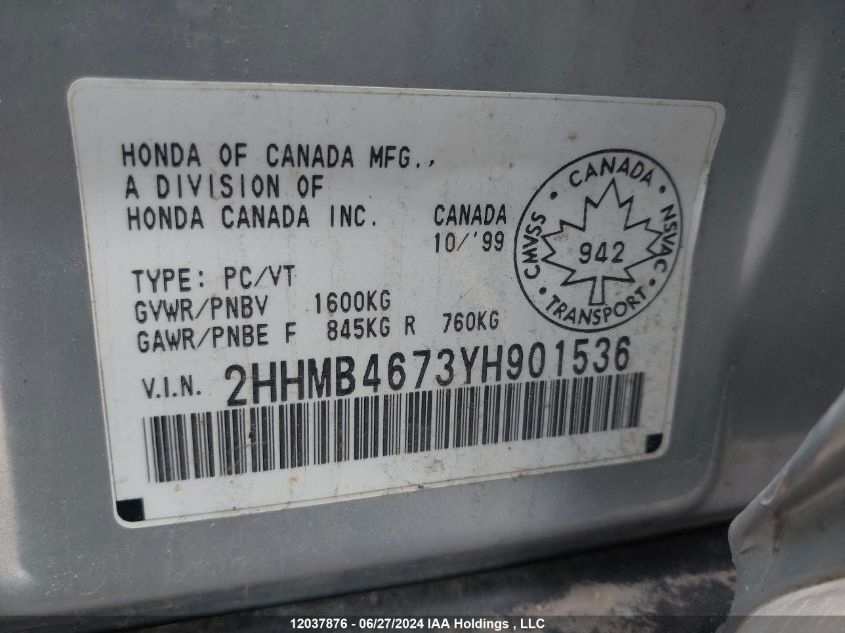 HONDA OF CANADA MFG.,
A DIVISION OF
HONDA CANADA INC. CANADA
10/'99
TYPE: PC/VT
GVWR/PNBV 1600KG
GAWR/PNBE F 845KG R 760KG
V.I.N. 2HHMB4673YH901536
CANADA
CMVSS · NSVAC
942
TRANSPORT
12037876 - 06/27/2024 IAA Holdings , LLC